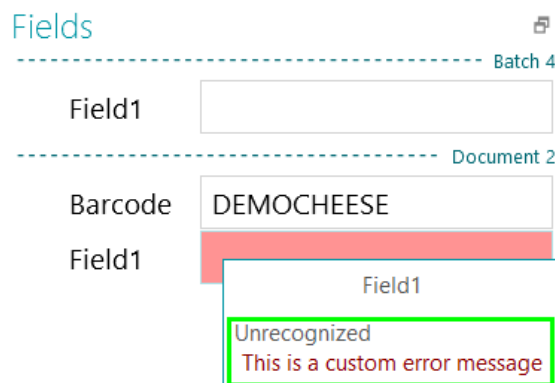 Fields
Batch 4
Field1
Document 2
Barcode DEMOCHEESE
Field1
Field1
Unrecognized
This is a custom error message